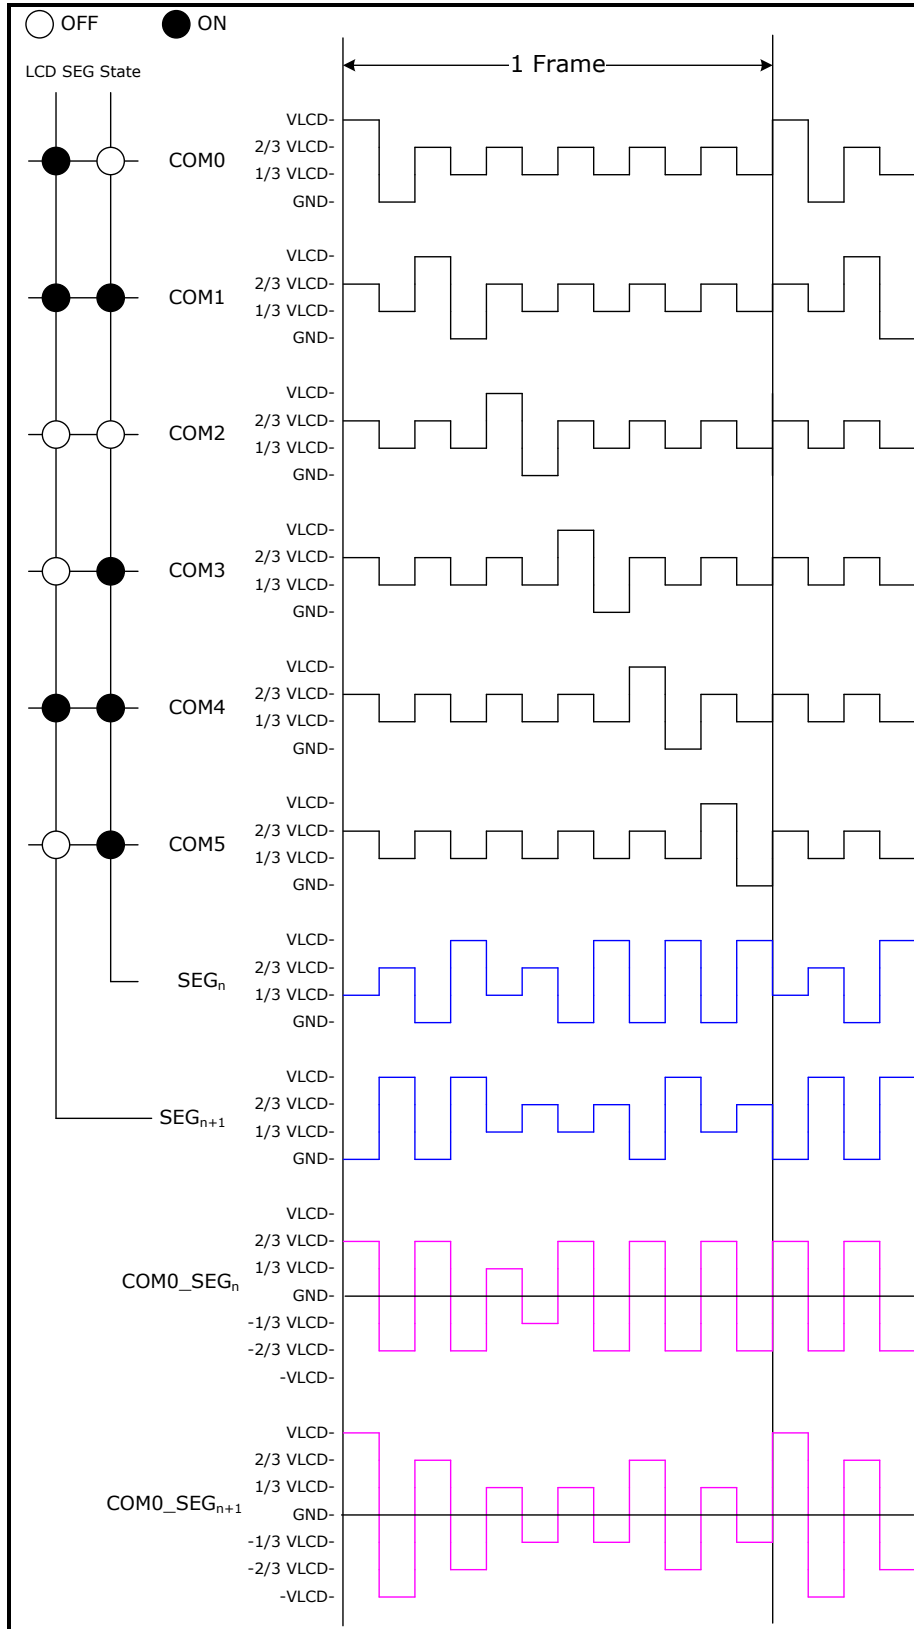 OFF ON
LCD SEG State
1 Frame
VLCD-
2/3 VLCD-
COM0
1/3 VLCD-
GND-
VLCD-
2/3 VLCD-
COM1
1/3 VLCD-
GND-
VLCD-
2/3 VLCD-
COM2
1/3 VLCD-
GND-
VLCD-
2/3 VLCD-
COM3
1/3 VLCD-
GND-
VLCD-
2/3 VLCD-
COM4
1/3 VLCD-
GND-
VLCD-
2/3 VLCD-
COM5
1/3 VLCD-
GND-
VLCD-
2/3 VLCD-
SEGn
1/3 VLCD-
GND-
VLCD-
2/3 VLCD-
SEGn+1
1/3 VLCD-
GND-
VLCD-
2/3 VLCD-
1/3 VLCD-
COM0_SEGn
GND-
-1/3 VLCD-
-2/3 VLCD-
-VLCD-
VLCD-
2/3 VLCD-
1/3 VLCD-
COM0_SEGn+1
GND-
-1/3 VLCD-
-2/3 VLCD-
-VLCD-